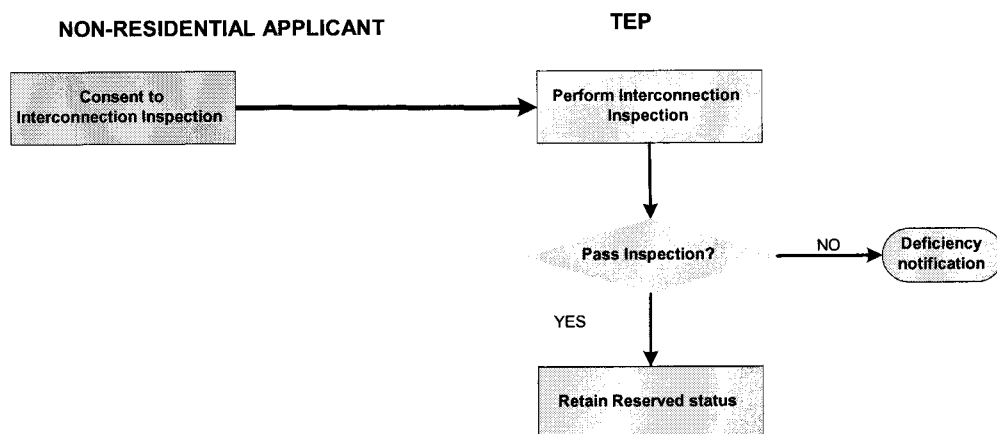 NON-RESIDENTIAL APPLICANT
TEP
Consent to
Interconnection Inspection
Perform Interconnection
Inspection
Pass Inspection?
NO
Deficiency
notification
YES
Retain Reserved status